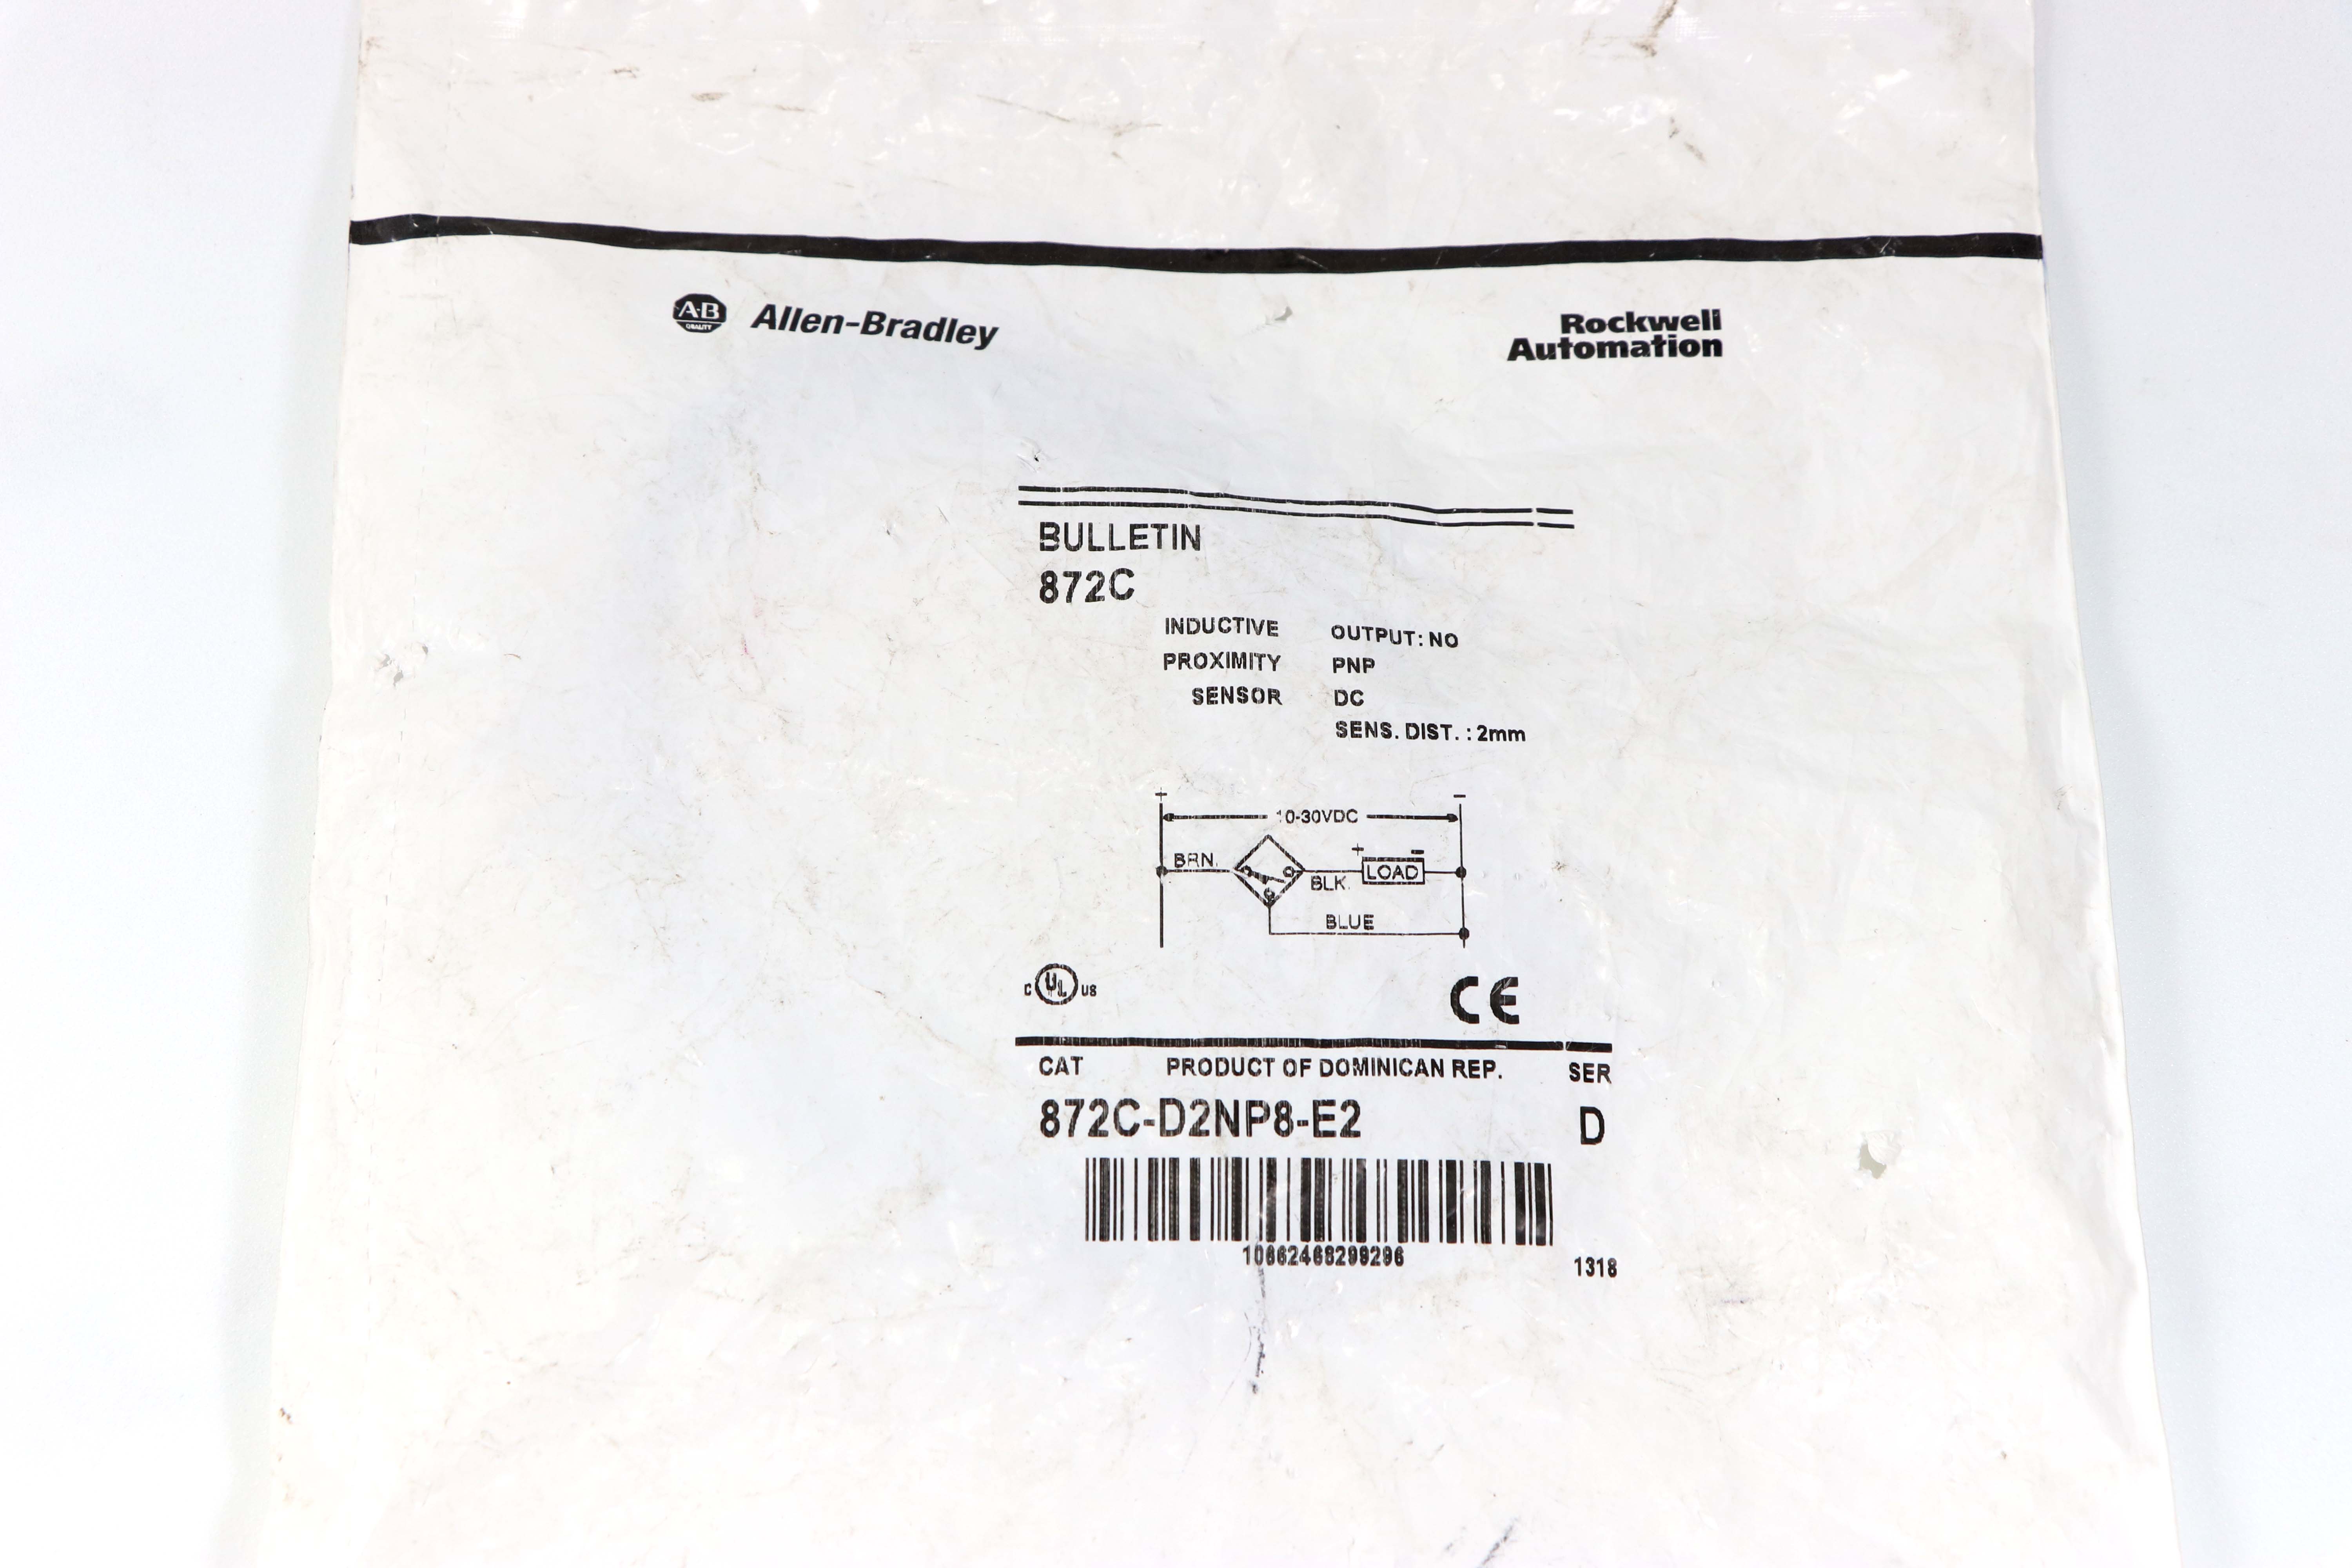 A-B
QUALITY
Allen-Bradley
Rockwell
Automation
BULLETIN
872C
INDUCTIVE OUTPUT: NO
PROXIMITY PNP
SENSOR DC
SENS. DIST. : 2mm
+ −
10-30VDC
BRN.
+ −
BLK.
LOAD
BLUE
C UL US
CE
CAT PRODUCT OF DOMINICAN REP. SER
872C-D2NP8-E2 D
10662468299296
1318